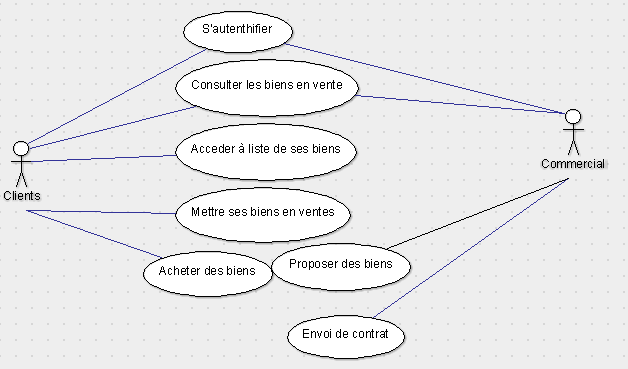 S'autenthifier
Consulter les biens en vente
Acceder à liste de ses biens
Clients
Commercial
Mettre ses biens en ventes
Acheter des biens
Proposer des biens
Envoi de contrat